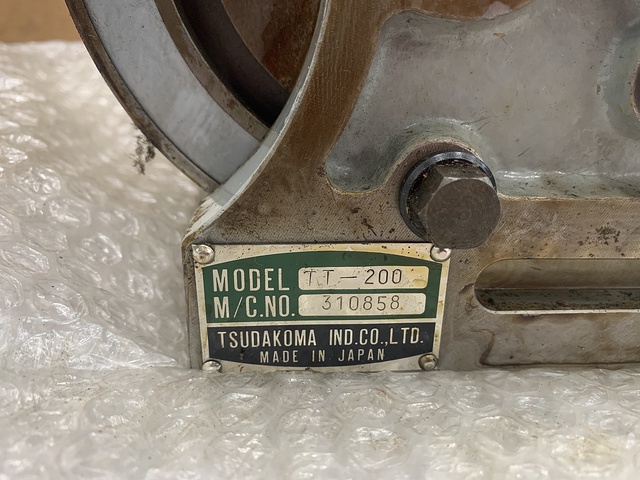 MODEL TT-200
M/C.NO. 310858
TSUDAKOMA IND.CO.,LTD.
MADE IN JAPAN